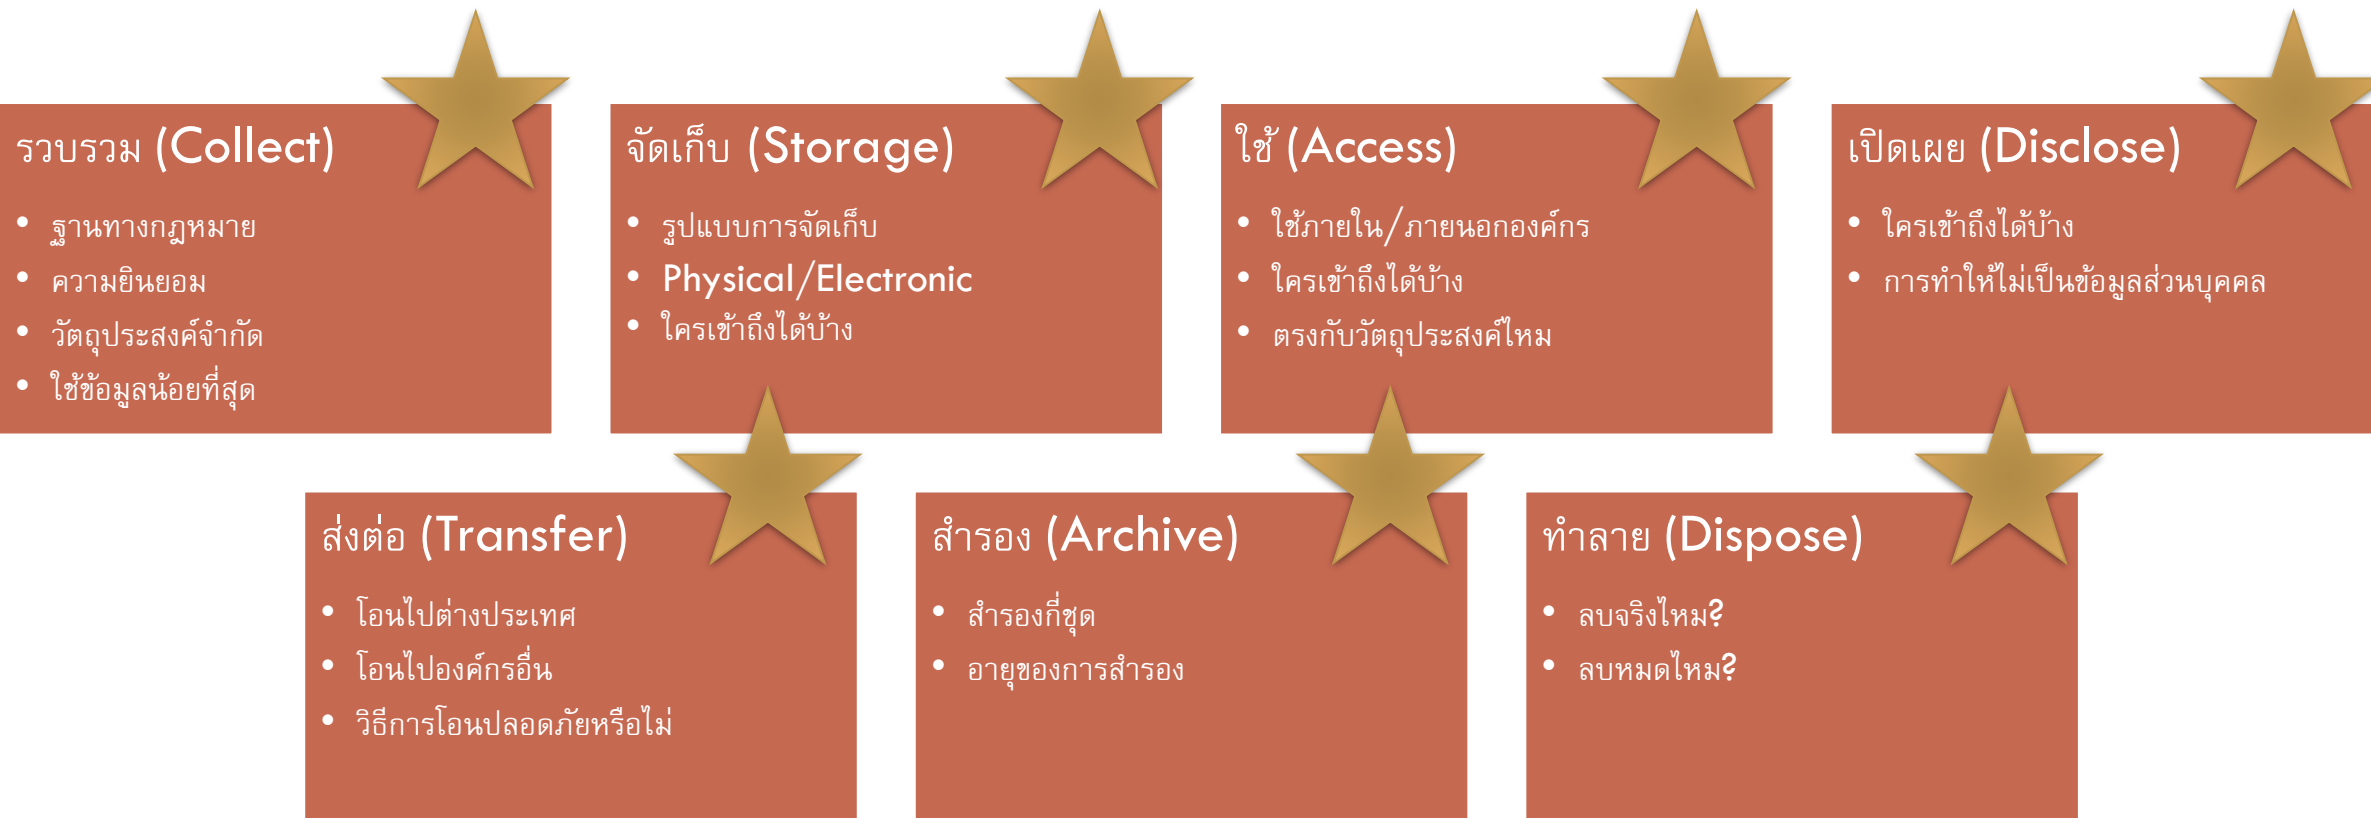 รวบรวม (Collect)
• ฐานทางกฎหมาย
• ความยินยอม
• วัตถุประสงค์จำกัด
• ใช้ข้อมูลน้อยที่สุด
จัดเก็บ (Storage)
• รูปแบบการจัดเก็บ
• Physical/Electronic
• ใครเข้าถึงได้บ้าง
ใช้ (Access)
• ใช้ภายใน/ภายนอกองค์กร
• ใครเข้าถึงได้บ้าง
• ตรงกับวัตถุประสงค์ไหม
เปิดเผย (Disclose)
• ใครเข้าถึงได้บ้าง
• การทำให้ไม่เป็นข้อมูลส่วนบุคคล
ส่งต่อ (Transfer)
• โอนไปต่างประเทศ
• โอนไปองค์กรอื่น
• วิธีการโอนปลอดภัยหรือไม่
สำรอง (Archive)
• สำรองกี่ชุด
• อายุของการสำรอง
ทำลาย (Dispose)
• ลบจริงไหม?
• ลบหมดไหม?